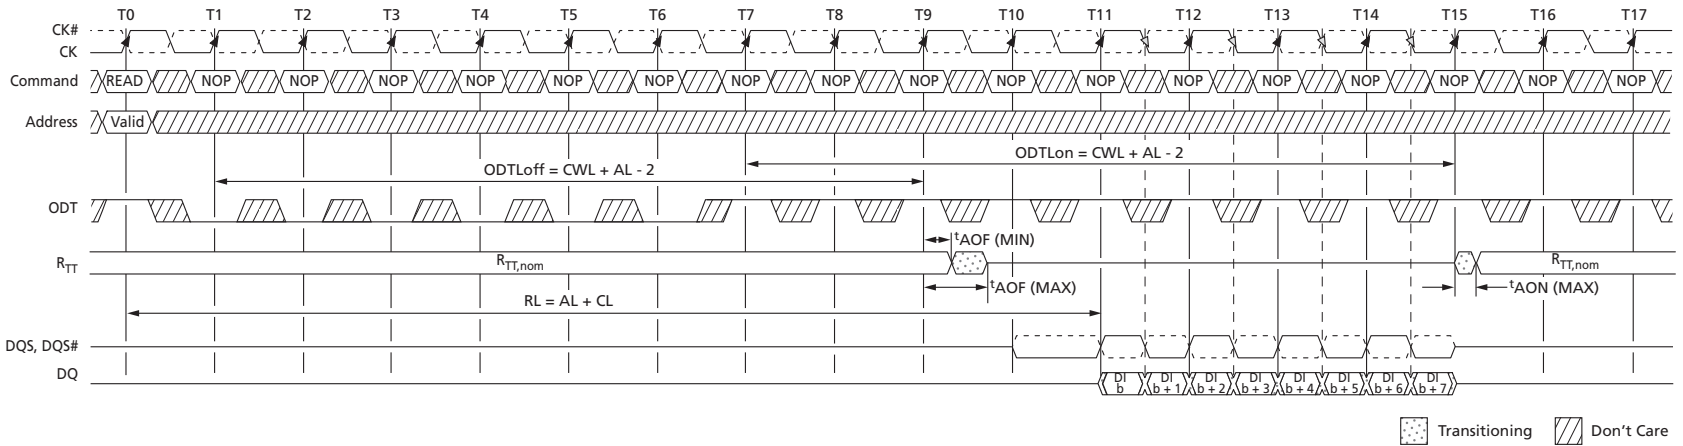 T0 T1 T2 T3 T4 T5 T6 T7 T8 T9 T10 T11 T12 T13 T14 T15 T16 T17
CK#
CK
Command READ NOP NOP NOP NOP NOP NOP NOP NOP NOP NOP NOP NOP NOP NOP NOP NOP NOP
Address Valid
ODTLon = CWL + AL - 2
ODTLoff = CWL + AL - 2
ODT
tAOF (MIN)
RTT RTT,nom RTT,nom
tAOF (MAX) tAON (MAX)
RL = AL + CL
DQS, DQS#
DQ DI DI DI DI DI DI DI DI
b b + 1 b + 2 b + 3 b + 4 b + 5 b + 6 b + 7
Transitioning Don't Care